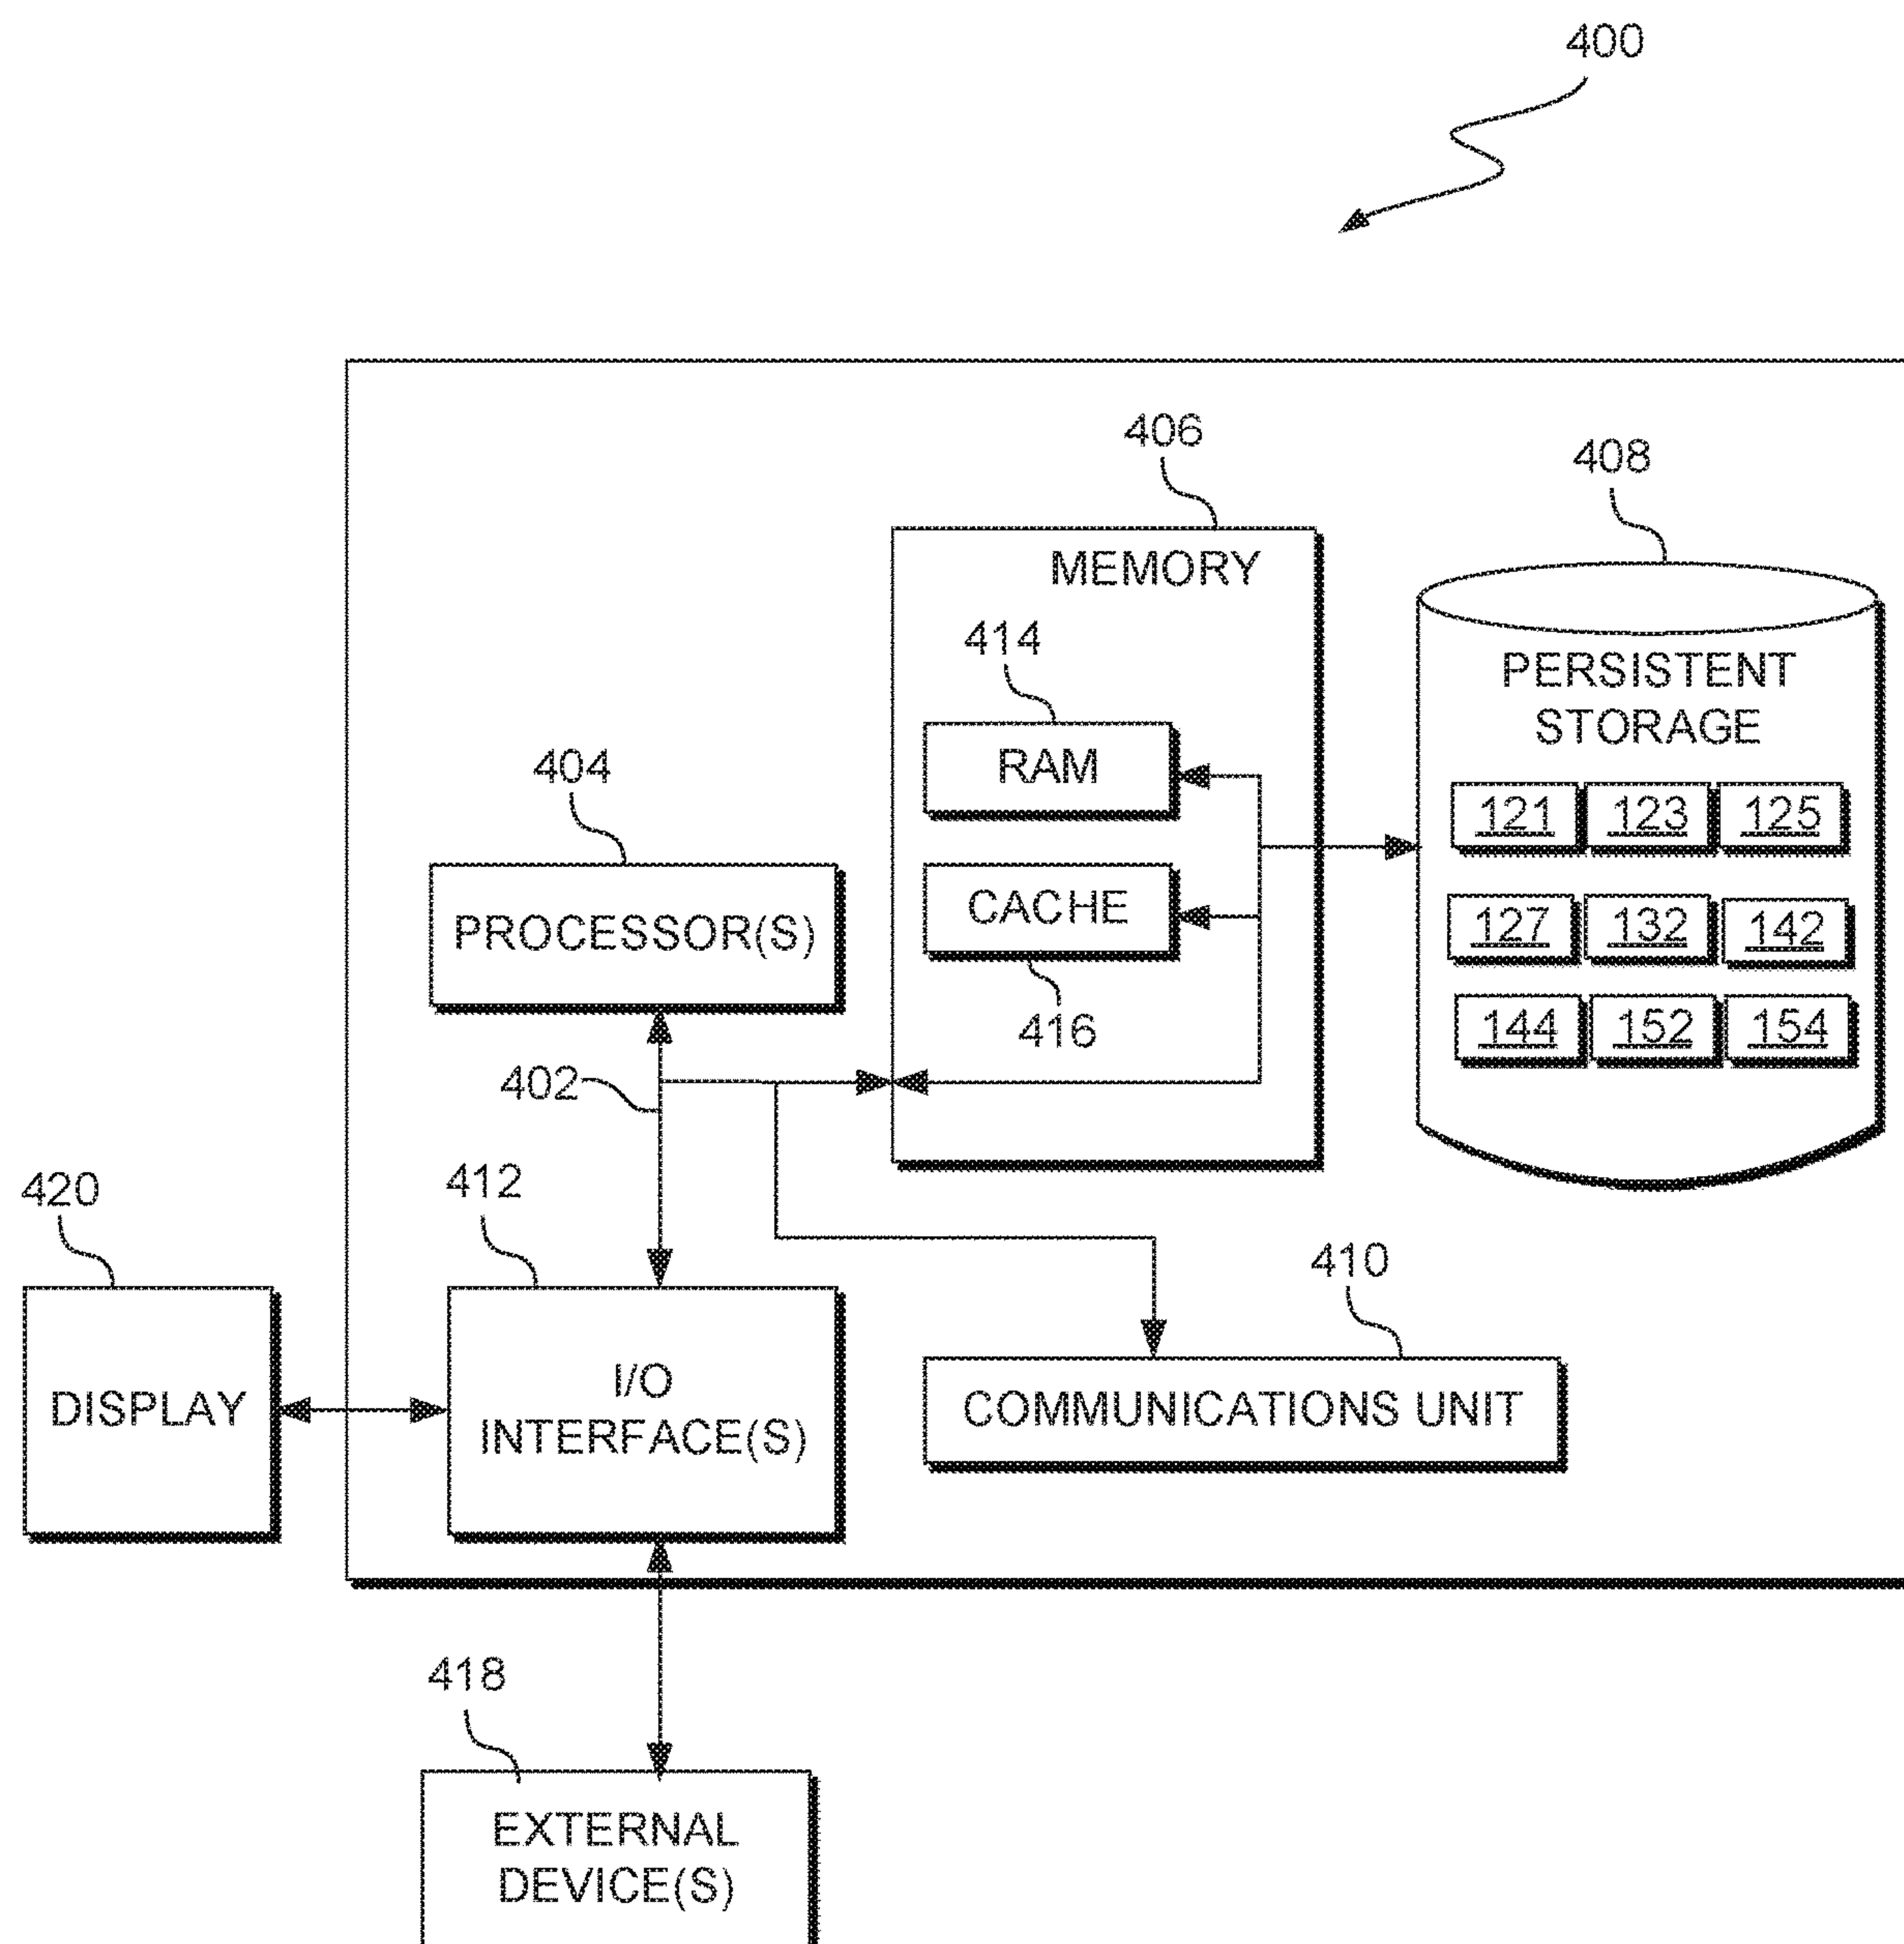 400
406
408
MEMORY
414
PERSISTENT
STORAGE
RAM
404
121 123 125
CACHE
PROCESSOR(S)
127 132 142
416
144 152 154
402
420
412
410
I/O
INTERFACE(S)
DISPLAY
COMMUNICATIONS UNIT
418
EXTERNAL
DEVICE(S)